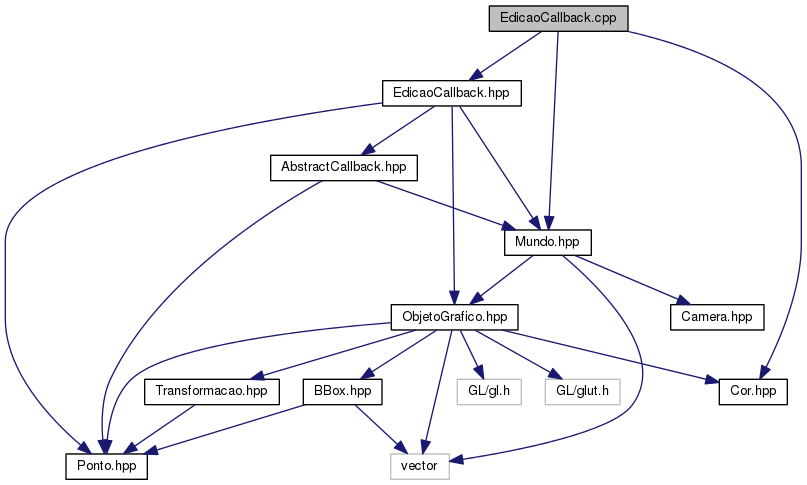 EdicaoCallback.cpp
EdicaoCallback.hpp
AbstractCallback.hpp
Mundo.hpp
ObjetoGrafico.hpp
Camera.hpp
Transformacao.hpp
BBox.hpp
GL/gl.h
GL/glut.h
Cor.hpp
Ponto.hpp
vector